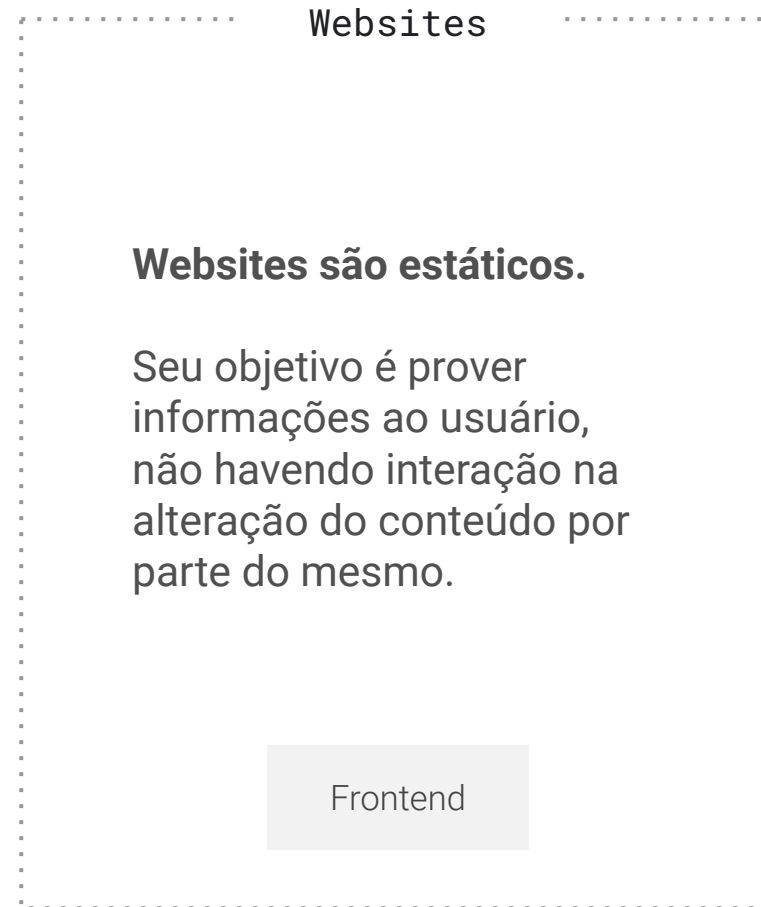 Websites
Websites são estáticos.
Seu objetivo é prover
informações ao usuário,
não havendo interação na
alteração do conteúdo por
parte do mesmo.
Frontend